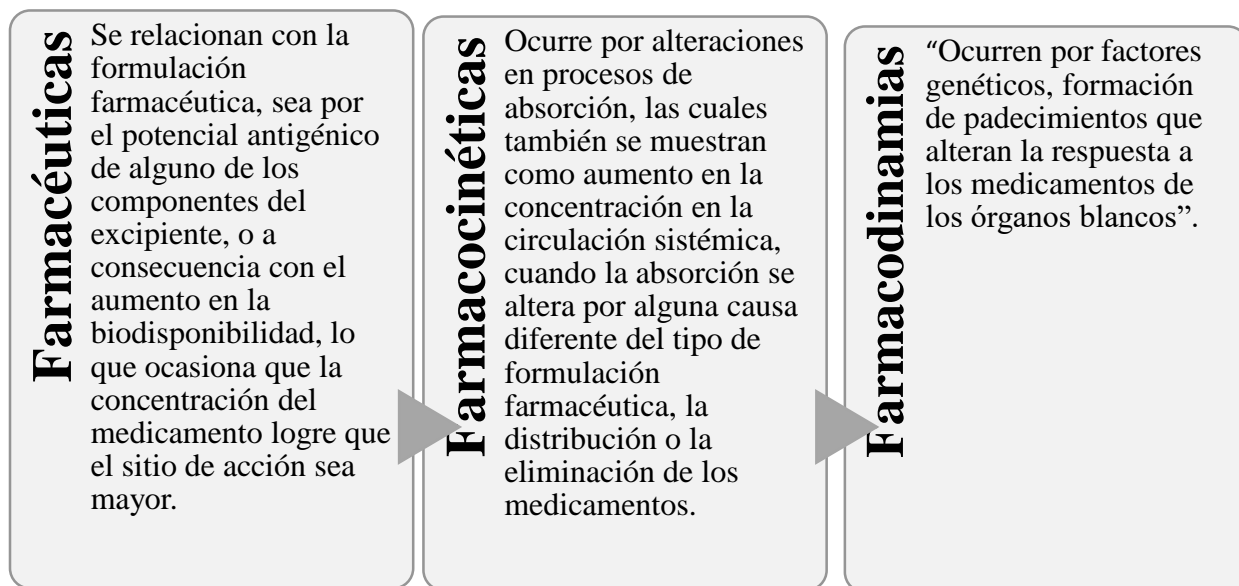 Farmacéuticas
Se relacionan con la
formulación
farmacéutica, sea por
el potencial antigénico
de alguno de los
componentes del
excipiente, o a
consecuencia con el
aumento en la
biodisponibilidad, lo
que ocasiona que la
concentración del
medicamento logre que
el sitio de acción sea
mayor.
Farmacocinéticas
Ocurre por alteraciones
en procesos de
absorción, las cuales
también se muestran
como aumento en la
concentración en la
circulación sistémica,
cuando la absorción se
altera por alguna causa
diferente del tipo de
formulación
farmacéutica, la
distribución o la
eliminación de los
medicamentos.
Farmacodinamias
“Ocurren por factores
genéticos, formación
de padecimientos que
alteran la respuesta a
los medicamentos de
los órganos blancos”.